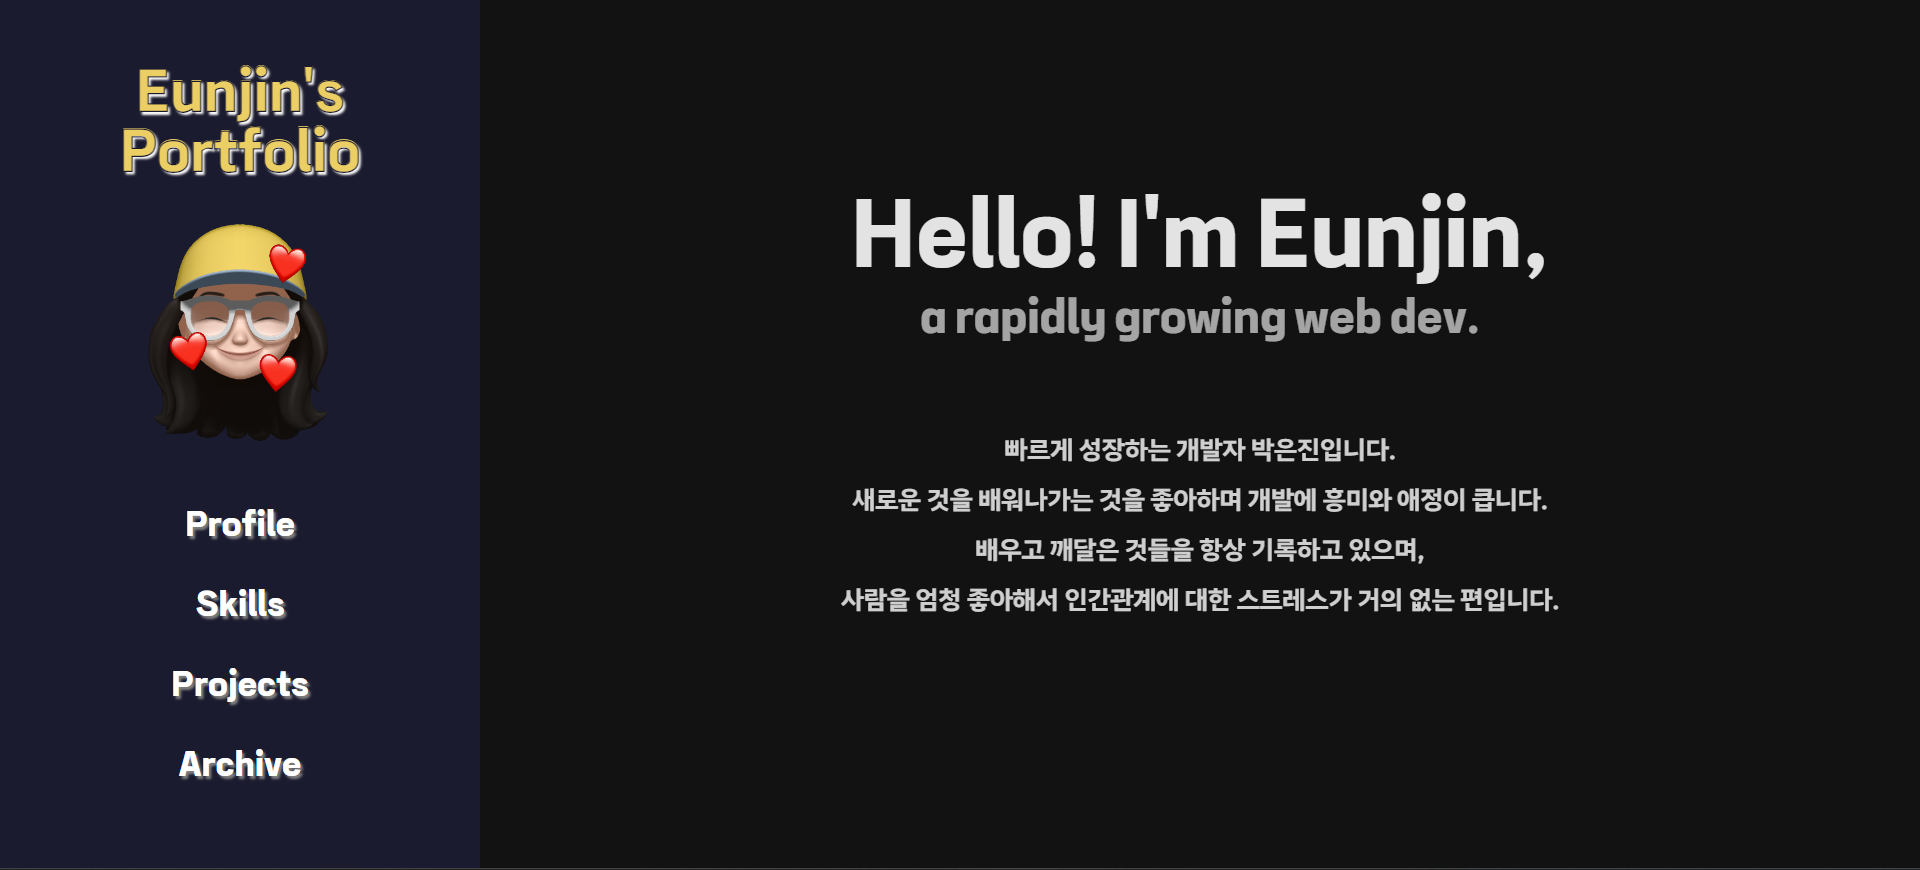 Eunjin's
Portfolio
Profile
Skills
Projects
Archive
Hello! I'm Eunjin,
a rapidly growing web dev.
빠르게 성장하는 개발자 박은진입니다.
새로운 것을 배워나가는 것을 좋아하며 개발에 흥미와 애정이 큽니다.
배우고 깨달은 것들을 항상 기록하고 있으며,
사람을 엄청 좋아해서 인간관계에 대한 스트레스가 거의 없는 편입니다.